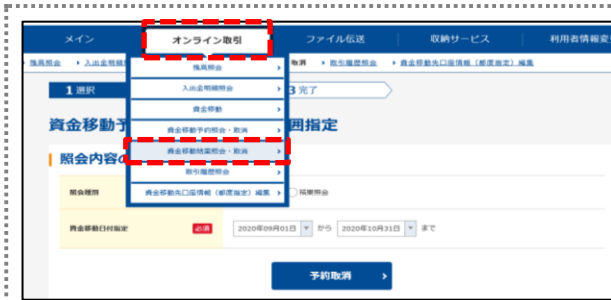 メイン オンライン取引 ファイル伝送 収納サービス 利用者情報変
残高照会 入出金明細 取消 取引履歴照会 資金移動先口座情報（都度指定）編集
残高照会
1 選択 3 完了
入出金明細照会
資金移動
資金移動予 囲指定
資金移動予約照会・取消
資金移動結果照会・取消
照会内容の
取引履歴照会
照会種別 資金移動先口座情報（都度指定）編集 結果照会
資金移動日付指定 必須 2020年09月01日 から 2020年10月31日 まで
予約取消